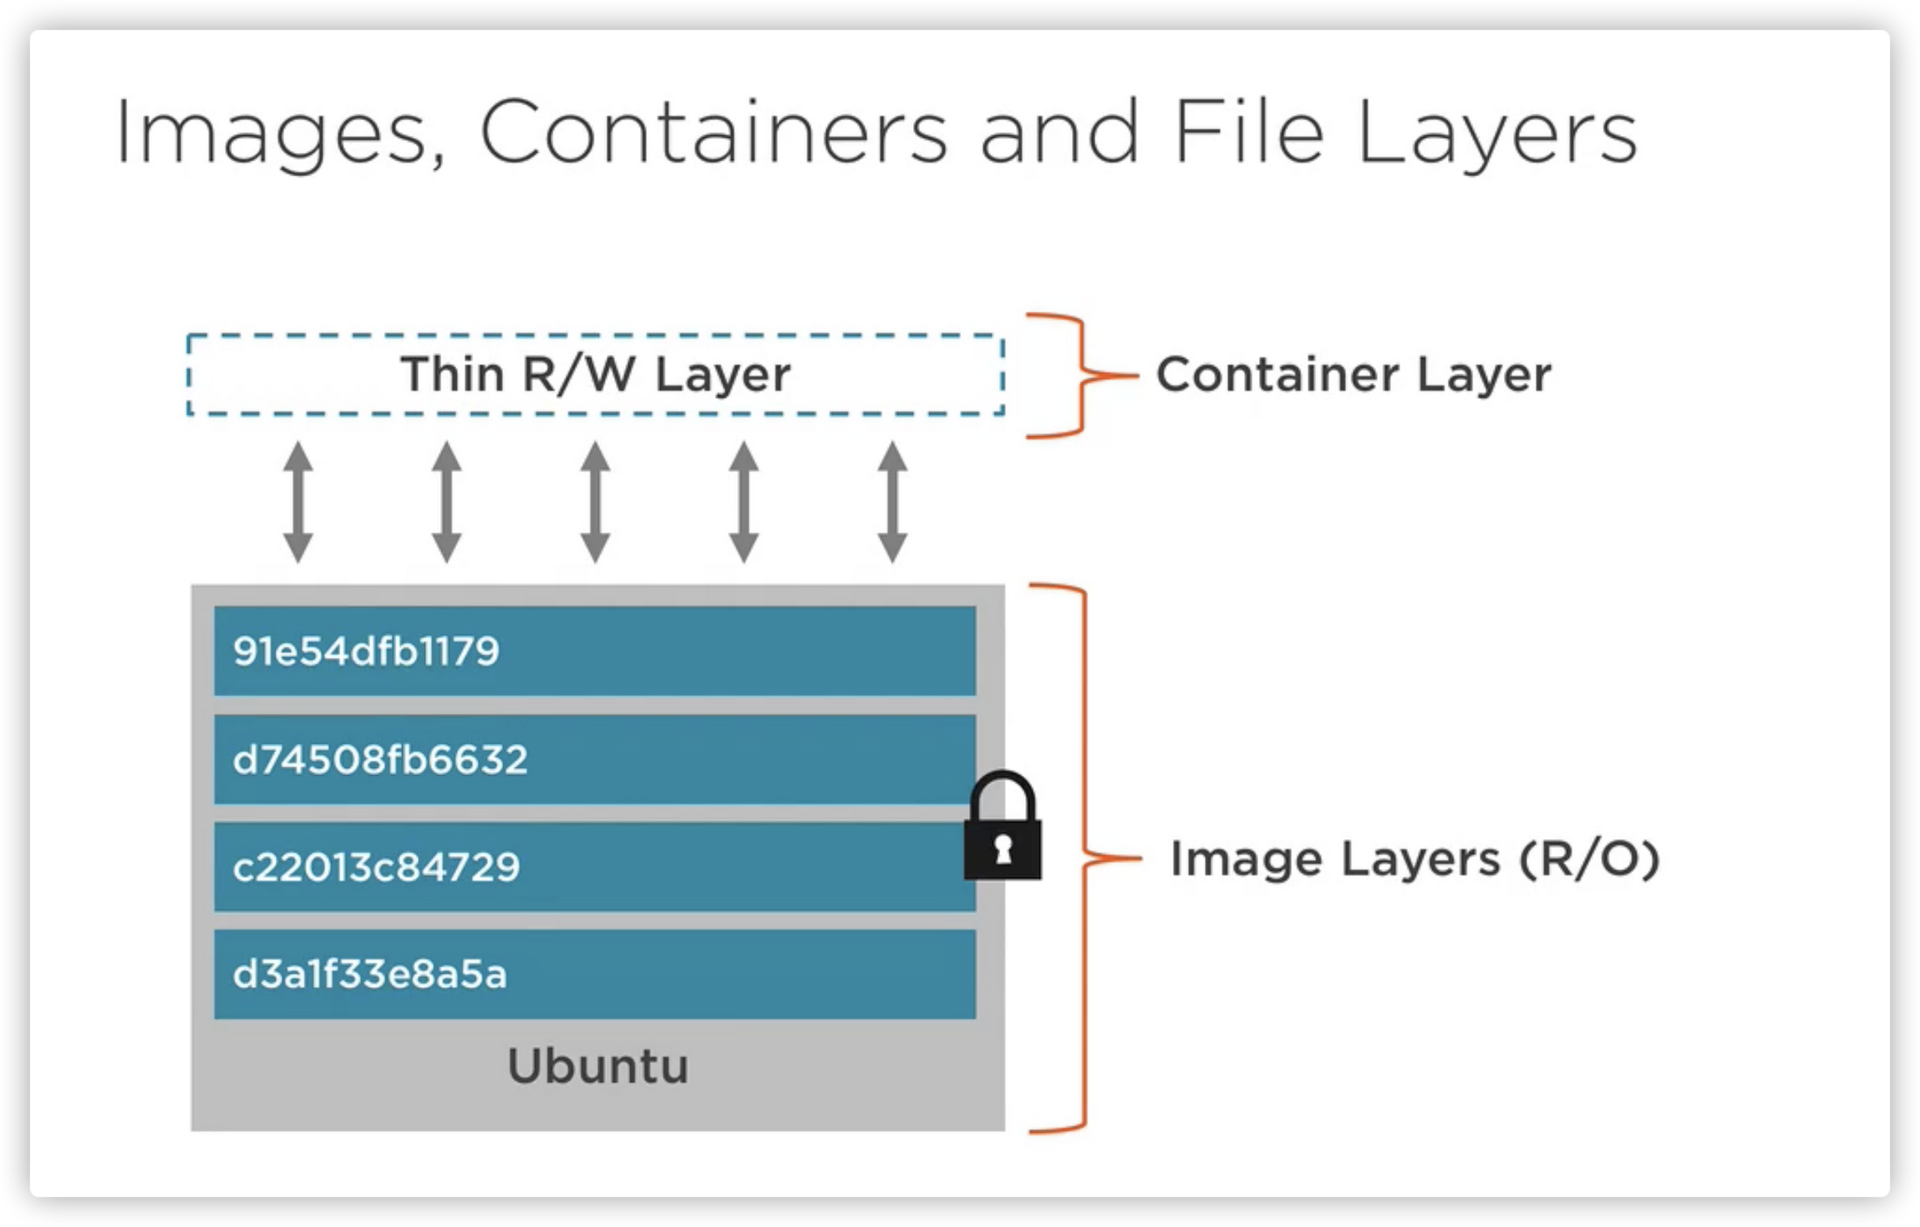 Images, Containers and File Layers
Thin R/W Layer
Container Layer
91e54dfb1179
d74508fb6632
c22013c84729
d3a1f33e8a5a
Ubuntu
Image Layers (R/O)